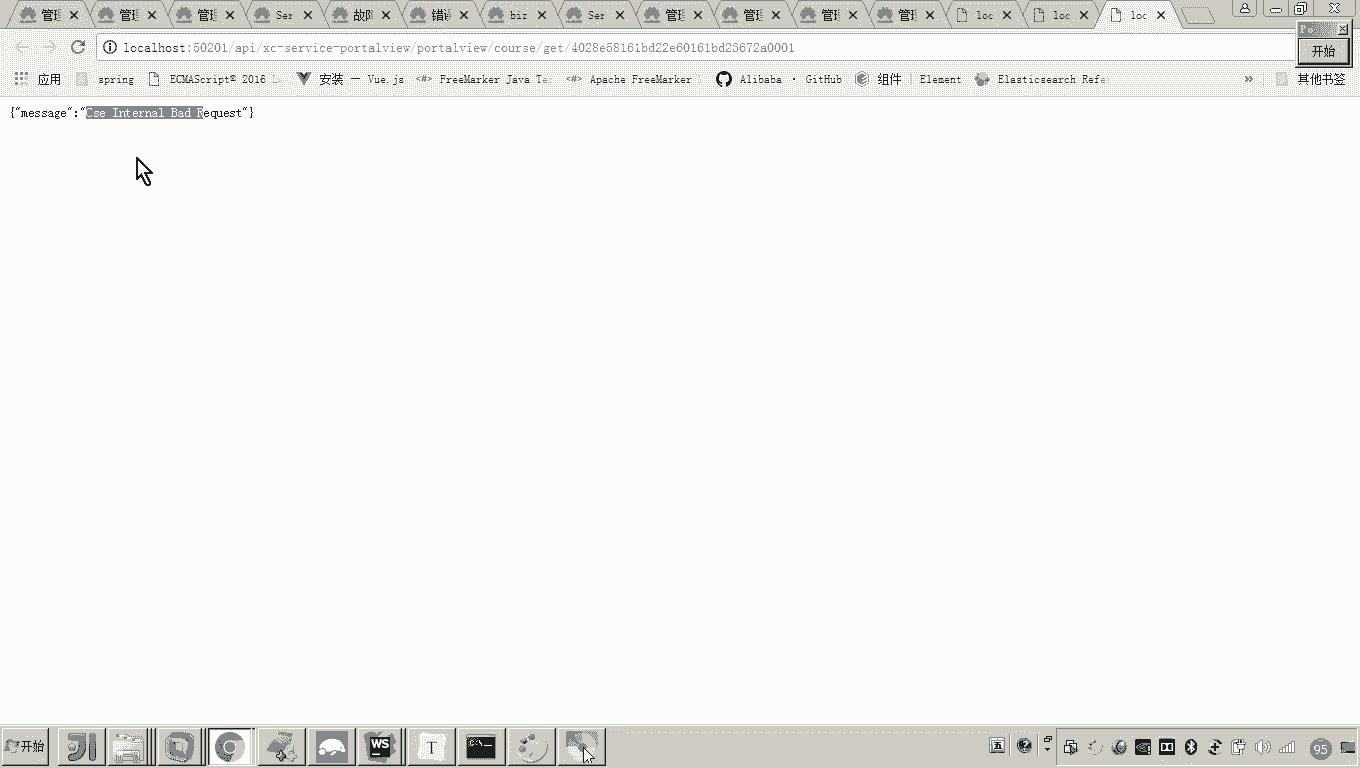 管理 管理 管理 Ser 故障 错误 biz Ser 管理 管理 管理 管理 loc loc loc
localhost:50201/api/xc-service-portalview/portalview/course/get/4028e58161bd22e60161bd23672a0001
开始
应用 spring ECMAScript® 2016 L 安装 — Vue.js FreeMarker Java Te Apache FreeMarker Alibaba · GitHub 组件 | Element Elasticsearch Refe » 其他书签
{"message":"Cse Internal Bad Request"}
开始 WS T C:\ 五 95